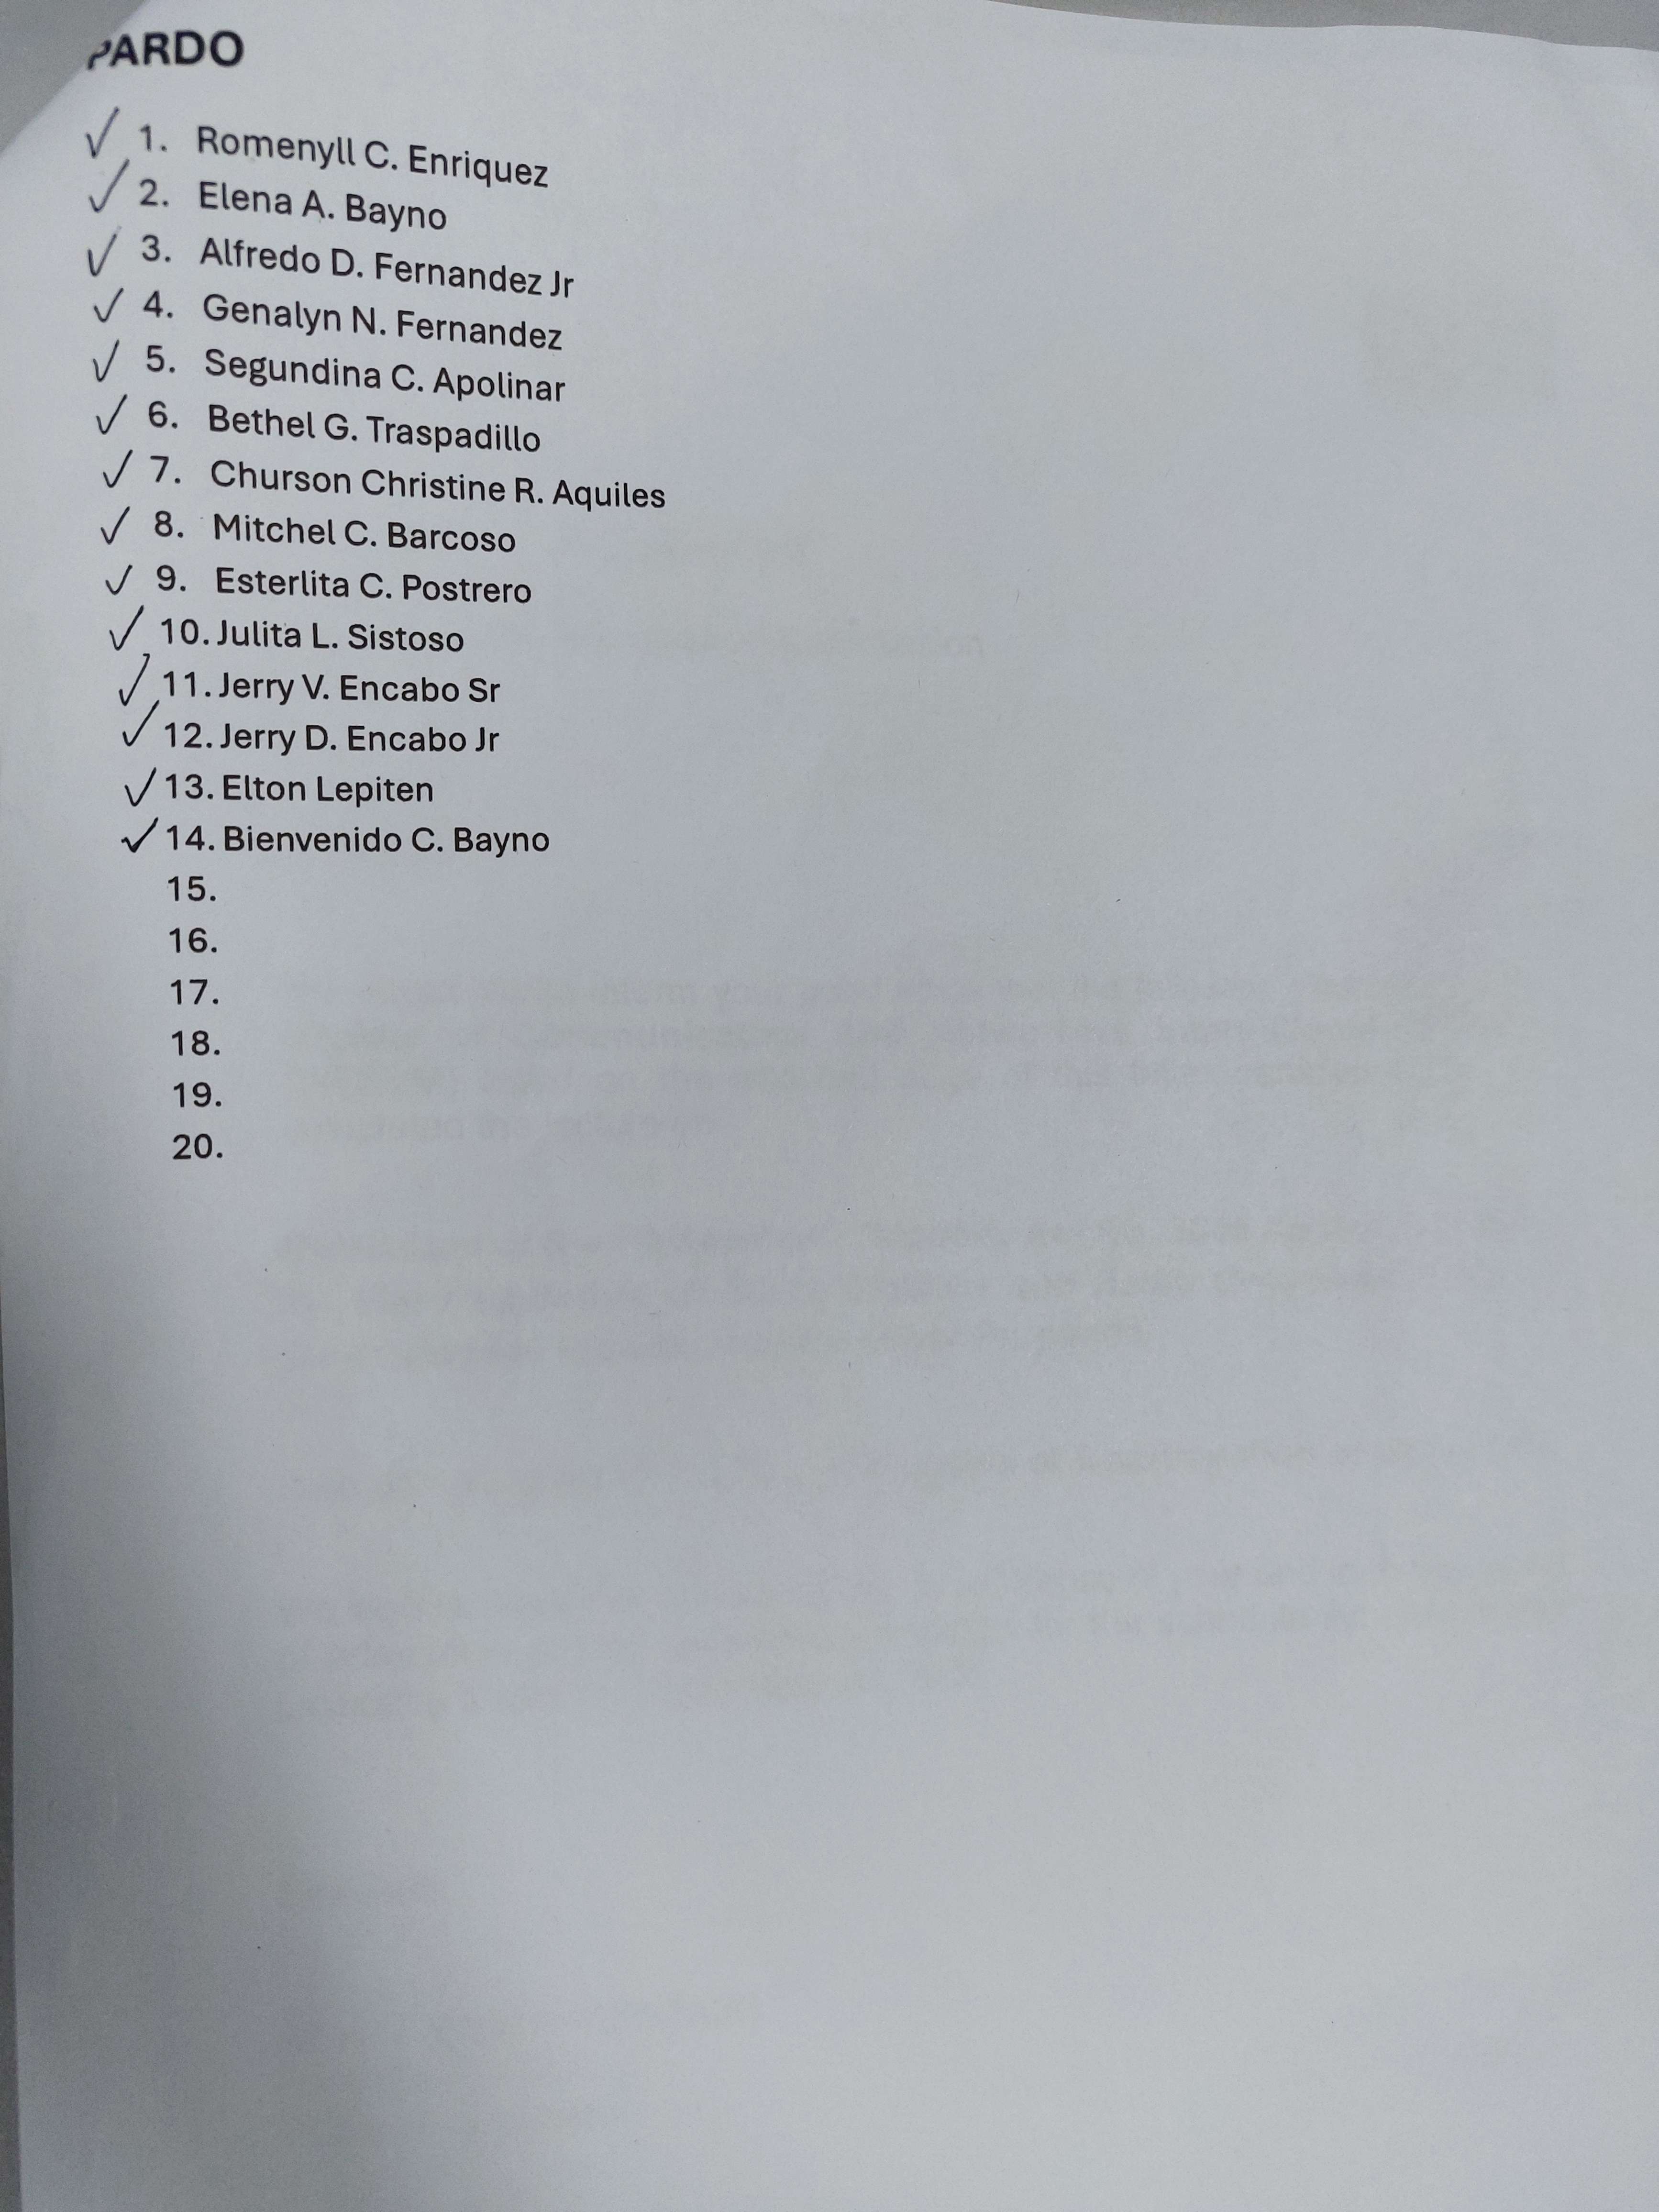 PARDO
✓ 1. Romenyll C. Enriquez
✓ 2. Elena A. Bayno
✓ 3. Alfredo D. Fernandez Jr
✓ 4. Genalyn N. Fernandez
✓ 5. Segundina C. Apolinar
✓ 6. Bethel G. Traspadillo
✓ 7. Churson Christine R. Aquiles
✓ 8. Mitchel C. Barcoso
✓ 9. Esterlita C. Postrero
✓ 10. Julita L. Sistoso
✓ 11. Jerry V. Encabo Sr
✓ 12. Jerry D. Encabo Jr
✓ 13. Elton Lepiten
✓ 14. Bienvenido C. Bayno
15.
16.
17.
18.
19.
20.